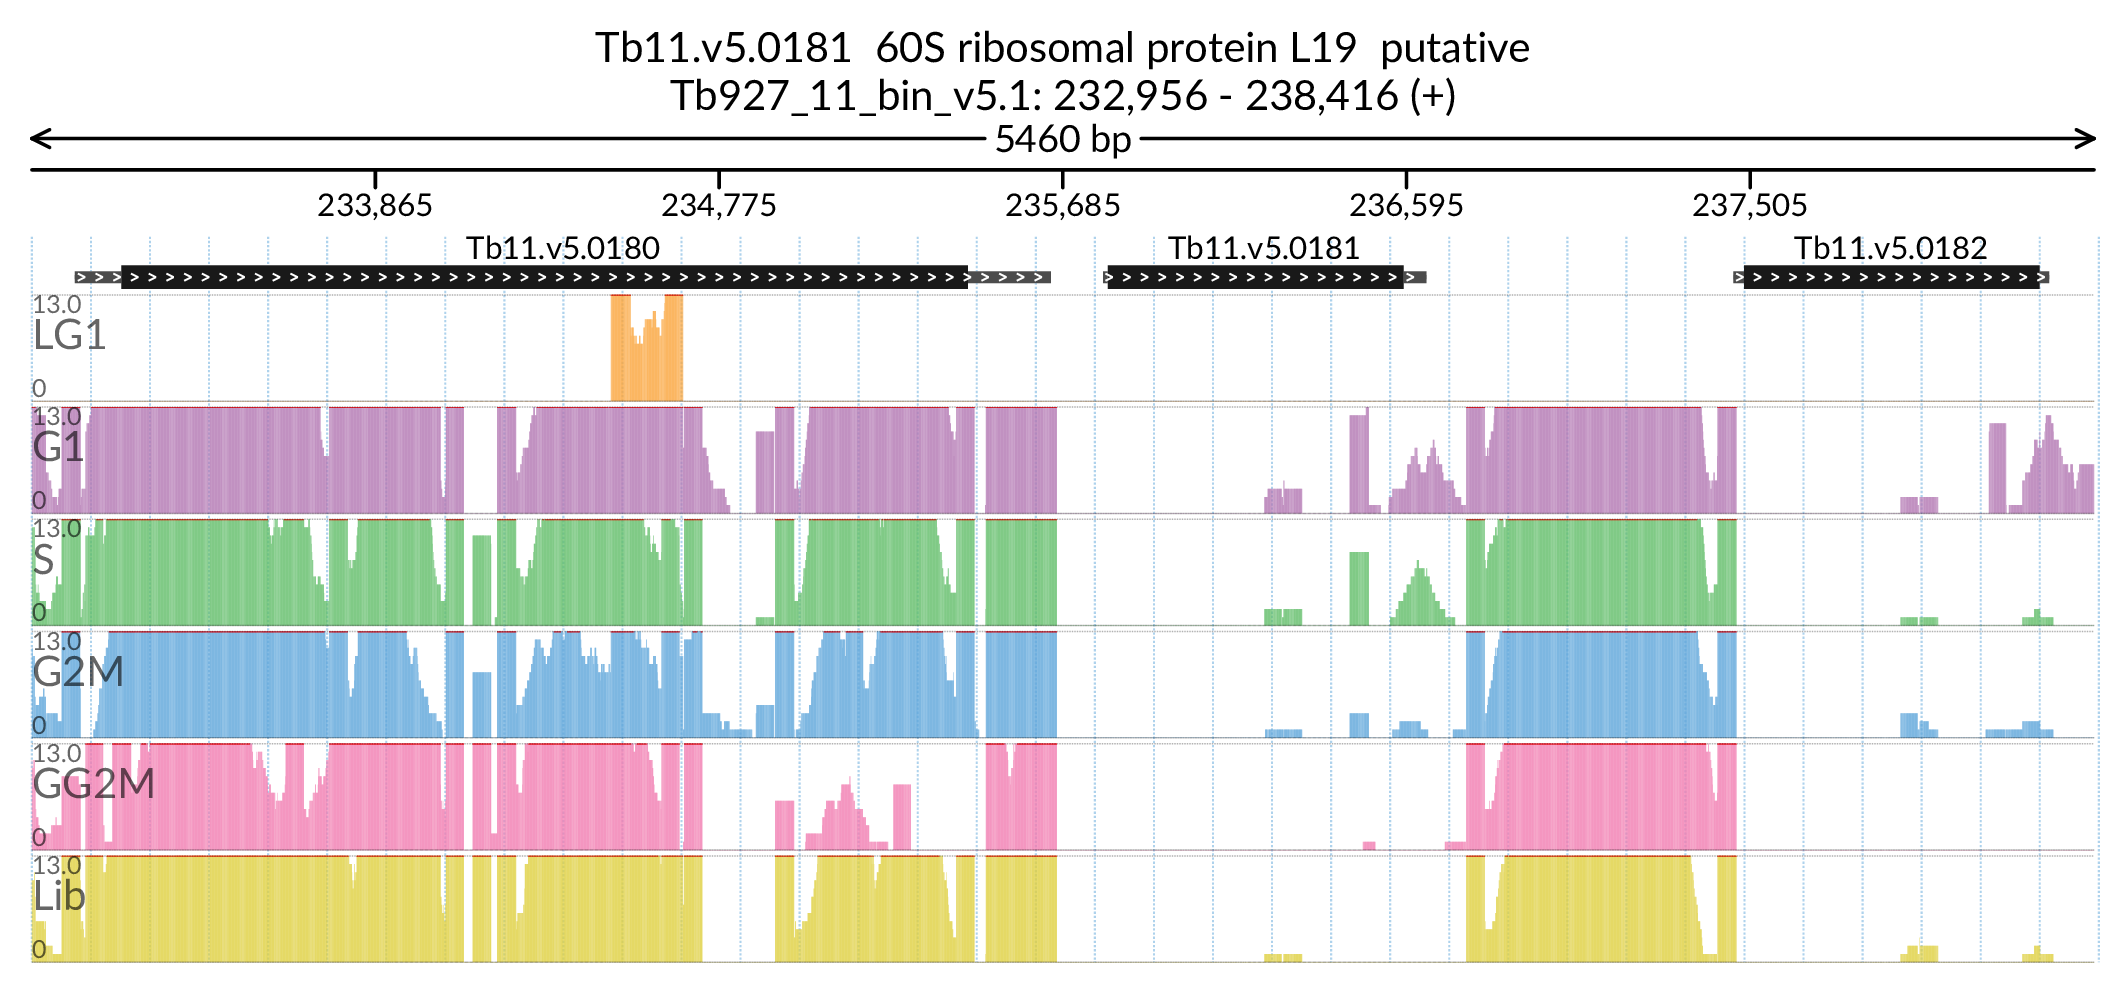 Tb11.v5.0181  60S ribosomal protein L19  putative
Tb927_11_bin_v5.1: 232,956 - 238,416 (+)
5460 bp
233,865 234,775 235,685 236,595 237,505
Tb11.v5.0180 Tb11.v5.0181 Tb11.v5.0182
13.0
LG1
0
13.0
G1
0
13.0
S
0
13.0
G2M
0
13.0
GG2M
0
13.0
Lib
0